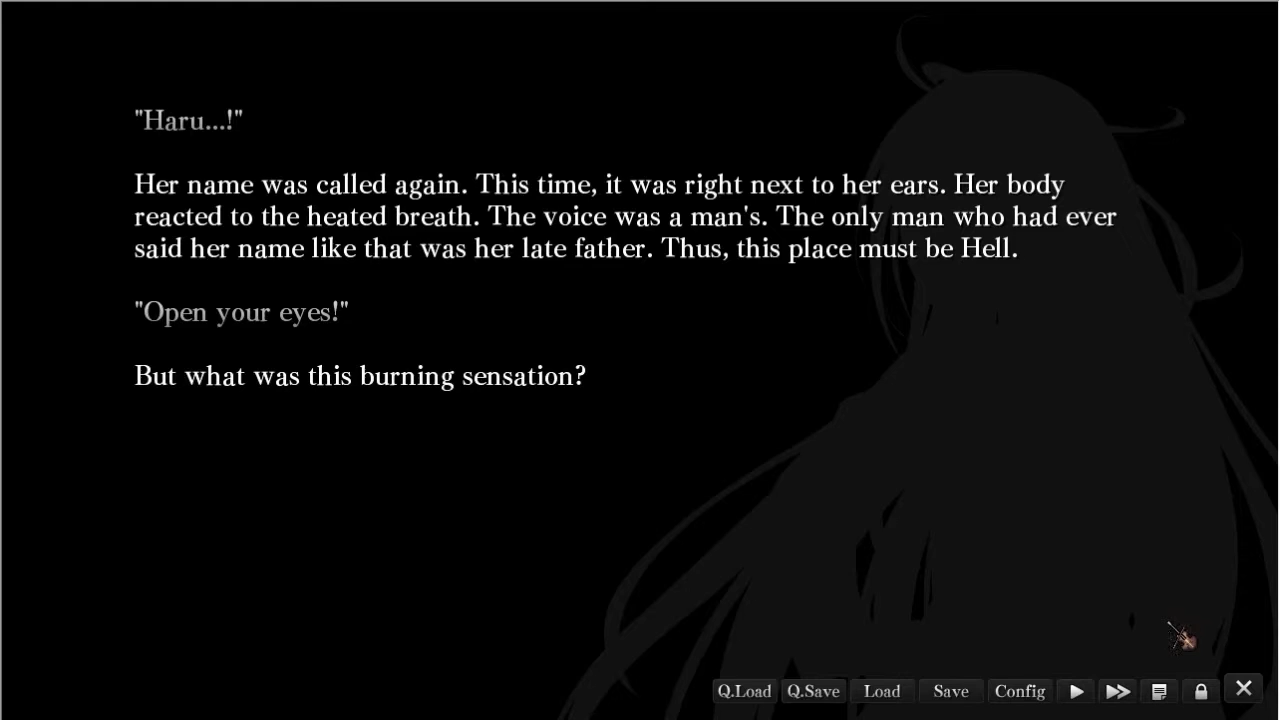 "Haru...!"
Her name was called again. This time, it was right next to her ears. Her body
reacted to the heated breath. The voice was a man's. The only man who had ever
said her name like that was her late father. Thus, this place must be Hell.
"Open your eyes!"
But what was this burning sensation?
Q.Load Q.Save Load Save Config